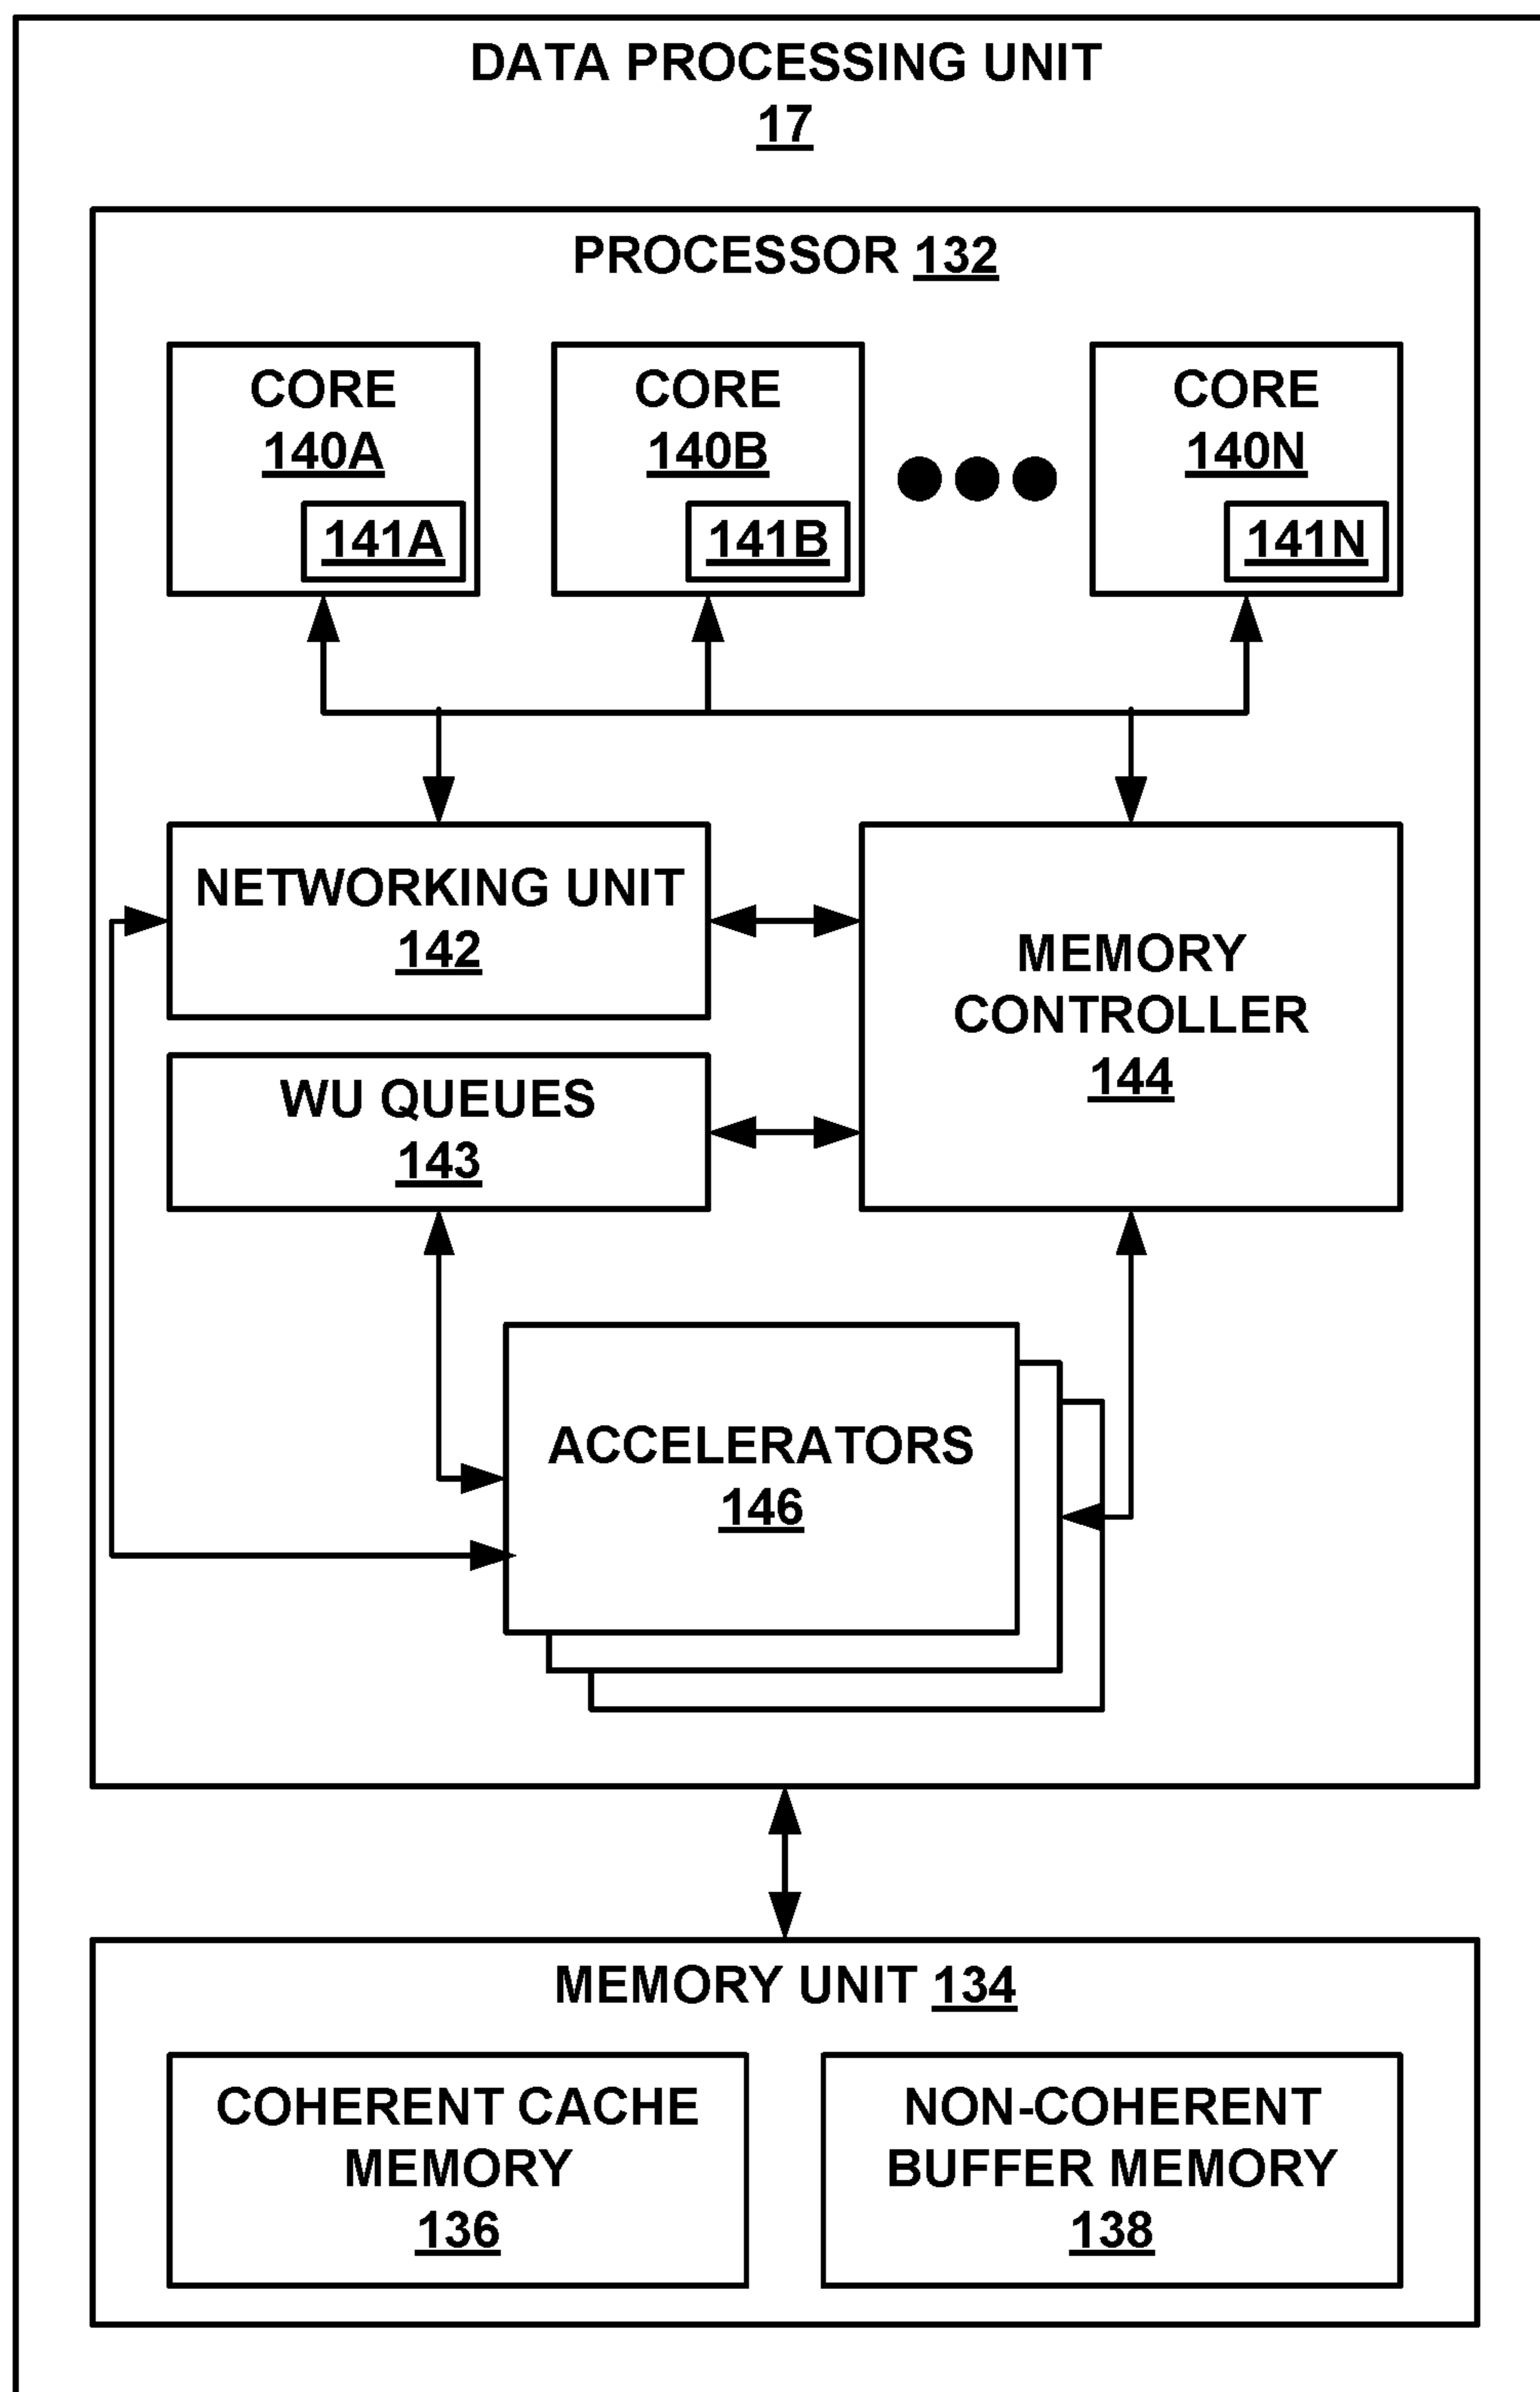 DATA PROCESSING UNIT
17
PROCESSOR 132
CORE
140A
141A
CORE
140B
141B
CORE
140N
141N
NETWORKING UNIT
142
MEMORY
CONTROLLER
144
WU QUEUES
143
ACCELERATORS
146
MEMORY UNIT 134
COHERENT CACHE
MEMORY
136
NON-COHERENT
BUFFER MEMORY
138